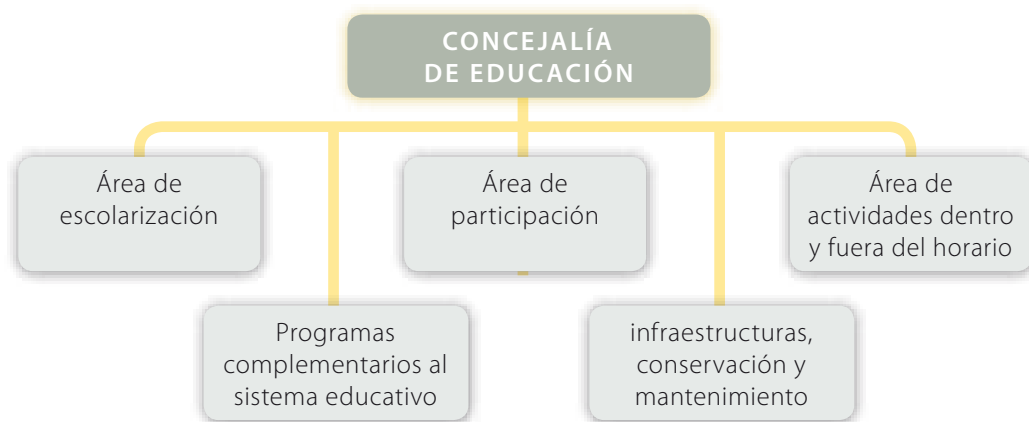 CONCEJALÍA
DE EDUCACIÓN
Área de
escolarización
Área de
participación
Área de
actividades dentro
y fuera del horario
Programas
complementarios al
sistema educativo
infraestructuras,
conservación y
mantenimiento